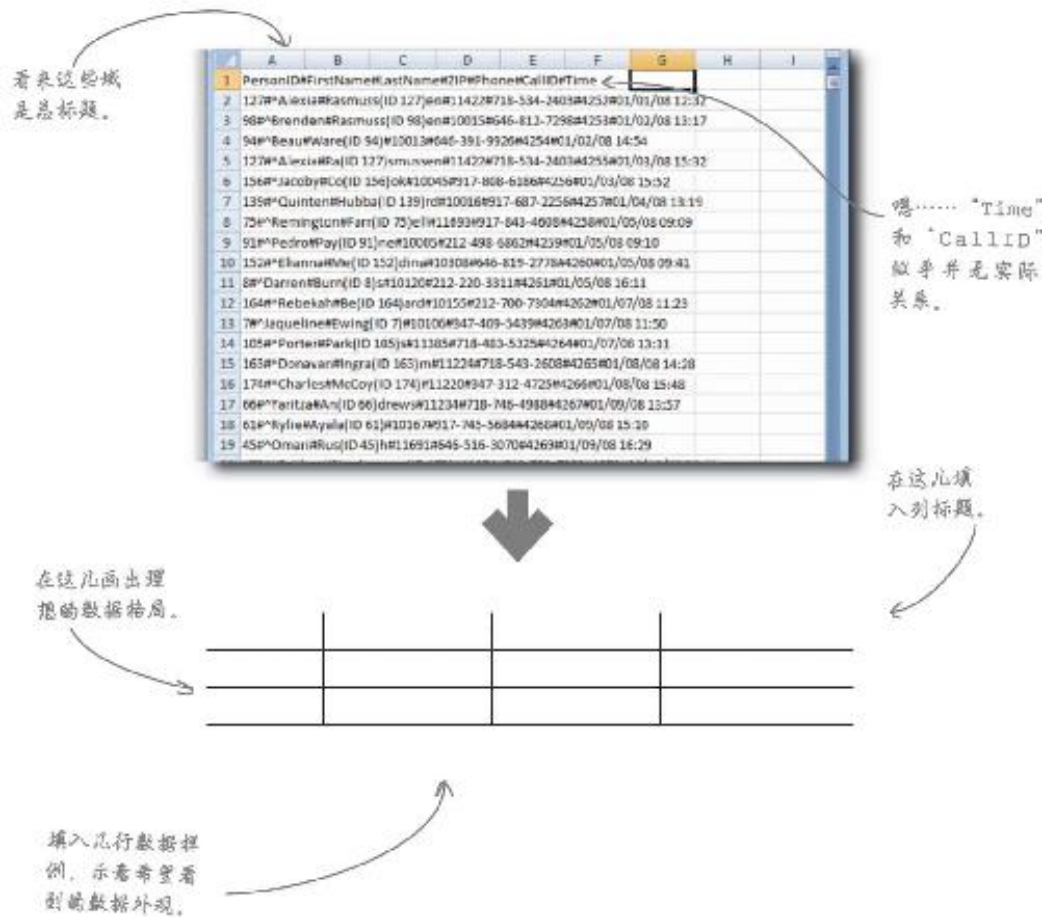 看来这些域
是总标题。
A B C D E F G H I
1 PersonID#FirstName#LastName#ZIP#Phone#CallID#Time
2 127#^Alexia#Rasmuss(ID 127)en#11422#718-534-2403#4252#01/01/08 12:32
3 98#^Brenden#Rasmuss(ID 98)en#10015#646-812-7298#4253#01/02/08 13:17
4 94#^Beau#Ware(ID 94)#10013#646-391-9926#4254#01/02/08 14:54
5 127#^Alexia#Ra(ID 127)smussen#11422#718-534-2403#4255#01/03/08 15:32
6 156#^Jacoby#Co(ID 156)ok#10045#917-808-6186#4256#01/03/08 15:52
7 139#^Quinten#Hubba(ID 139)rd#10016#917-687-2256#4257#01/04/08 13:19
8 75#^Remington#Farr(ID 75)ell#11693#917-843-4608#4258#01/05/08 09:09
9 91#^Pedro#Pay(ID 91)ne#10005#212-498-6862#4259#01/05/08 09:10
10 152#^Ehanna#Me(ID 152)dina#10308#646-819-2778#4260#01/05/08 09:41
11 8#^Darren#Burn(ID 8)s#10120#212-220-3311#4261#01/05/08 16:11
12 164#^Rebekah#Be(ID 164)ard#10155#212-700-7304#4262#01/07/08 11:23
13 7#^Jaqueline#Ewing(ID 7)#10106#947-409-5439#4263#01/07/08 11:50
14 105#^Porter#Park(ID 105)s#11385#718-483-5325#4264#01/07/08 13:11
15 163#^Donavan#Ingra(ID 163)m#11224#718-543-2608#4265#01/08/08 14:28
16 174#^Charles#McCoy(ID 174)#11220#347-312-4725#4266#01/08/08 15:48
17 66#^Yaritza#An(ID 66)drews#11234#718-746-4988#4267#01/09/08 13:57
18 61#^Kylie#Ayala(ID 61)#10167#917-745-5684#4268#01/09/08 15:10
19 45#^Omari#Rus(ID 45)h#11691#646-516-3070#4269#01/09/08 16:29
嗯……“Time”
和“CallID”
似乎并无实际
关系。
在这儿填
入列标题。
在这儿画出理
想的数据格局。
填入几行数据样
例，示意希望看
到的数据外观。